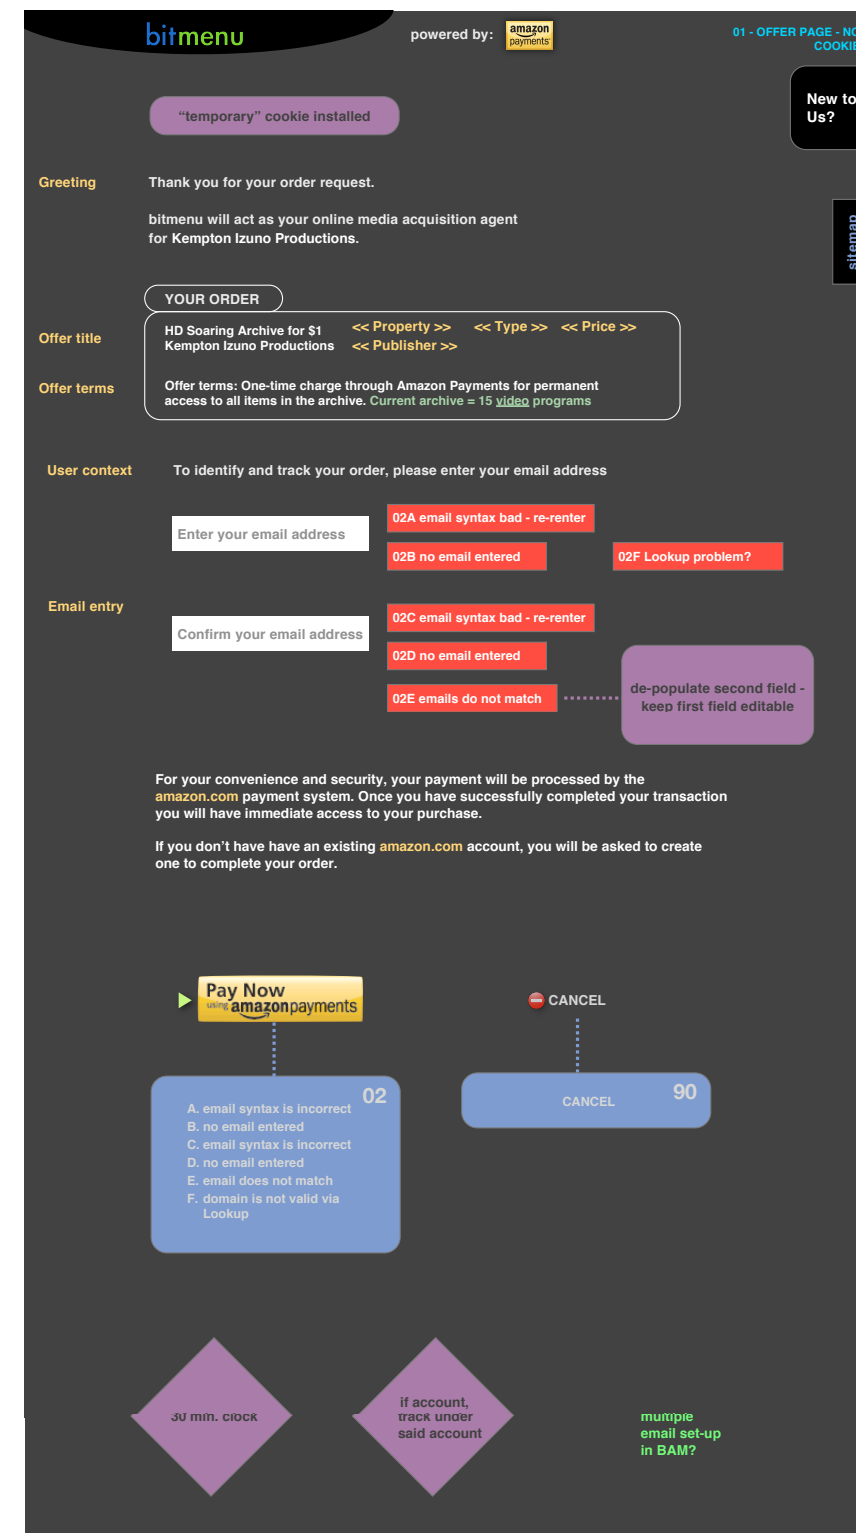 bitmenu
powered by:
amazon
payments
01 - OFFER PAGE - NO
COOKIE
New to
Us?
“temporary” cookie installed
sitemap
Greeting
Thank you for your order request.
bitmenu will act as your online media acquisition agent
for Kempton Izuno Productions.
YOUR ORDER
Offer title
HD Soaring Archive for $1 << Property >> << Type >> << Price >>
Kempton Izuno Productions << Publisher >>
Offer terms
Offer terms: One-time charge through Amazon Payments for permanent
access to all items in the archive. Current archive = 15 video programs
User context
To identify and track your order, please enter your email address
Enter your email address
02A email syntax bad - re-renter
02B no email entered
02F Lookup problem?
Email entry
Confirm your email address
02C email syntax bad - re-renter
02D no email entered
02E emails do not match
de-populate second field -
keep first field editable
For your convenience and security, your payment will be processed by the
amazon.com payment system. Once you have successfully completed your transaction
you will have immediate access to your purchase.
If you don’t have have an existing amazon.com account, you will be asked to create
one to complete your order.
Pay Now
using amazonpayments
CANCEL
02
A. email syntax is incorrect
B. no email entered
C. email syntax is incorrect
D. no email entered
E. email does not match
F. domain is not valid via
Lookup
90
CANCEL
30 min. clock
if account,
track under
said account
multiple
email set-up
in BAM?